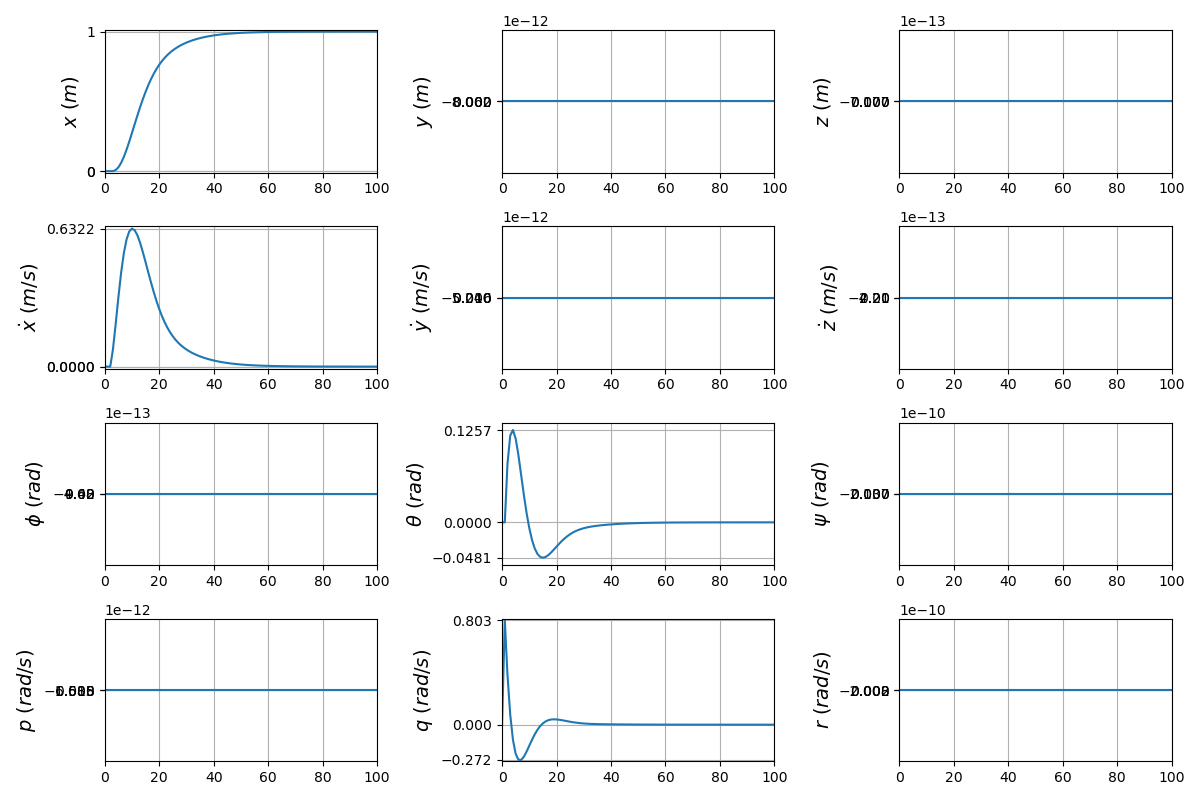 1e−12
1e−13
1
0
x (m)
0 20 40 60 80 100
y (m)
0 20 40 60 80 100
z (m)
0 20 40 60 80 100
1e−12
1e−13
0.6322
0.0000
ẋ (m/s)
0 20 40 60 80 100
ẏ (m/s)
0 20 40 60 80 100
ż (m/s)
0 20 40 60 80 100
1e−13
1e−10
ϕ (rad)
0 20 40 60 80 100
0.1257
0.0000
−0.0481
θ (rad)
0 20 40 60 80 100
ψ (rad)
0 20 40 60 80 100
1e−12
1e−10
p (rad/s)
0 20 40 60 80 100
0.803
0.000
−0.272
q (rad/s)
0 20 40 60 80 100
r (rad/s)
0 20 40 60 80 100